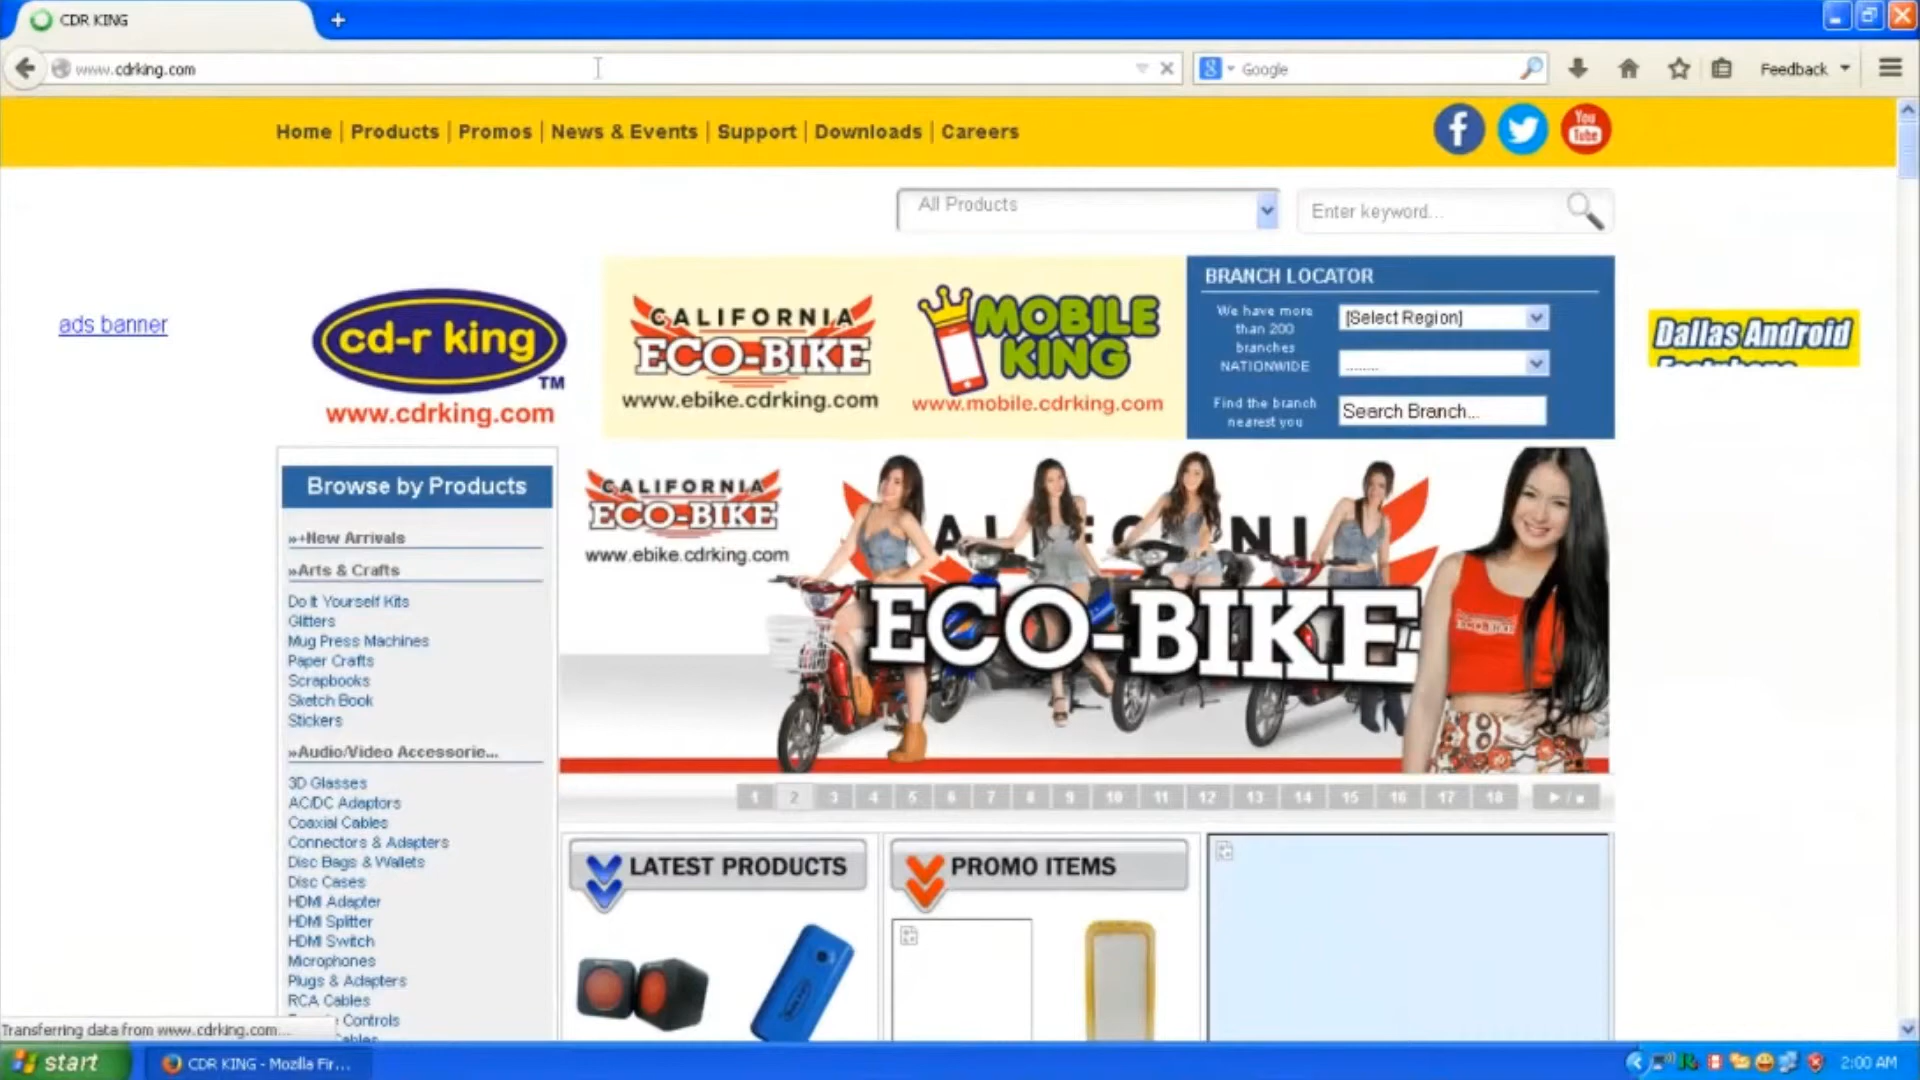 CDR KING
www.cdrking.com
Google
Feedback
Home | Products | Promos | News & Events | Support | Downloads | Careers
You
Tube
All Products
Enter keyword...
ads banner
cd-r king
TM
www.cdrking.com
CALIFORNIA
ECO-BIKE
www.ebike.cdrking.com
MOBILE
KING
www.mobile.cdrking.com
BRANCH LOCATOR
We have more
than 200
branches
NATIONWIDE
[Select Region]
........
Find the branch
nearest you
Search Branch...
Dallas Android
Browse by Products
»+New Arrivals
»Arts & Crafts
Do It Yourself Kits
Glitters
Mug Press Machines
Paper Crafts
Scrapbooks
Sketch Book
Stickers
»Audio/Video Accessorie...
3D Glasses
AC/DC Adaptors
Coaxial Cables
Connectors & Adapters
Disc Bags & Wallets
Disc Cases
HDMI Adapter
HDMI Splitter
HDMI Switch
Microphones
Plugs & Adapters
RCA Cables
Controls
CALIFORNIA
ECO-BIKE
www.ebike.cdrking.com
ECO-BIKE
1 2 3 4 5 6 7 8 9 10 11 12 13 14 15 16 17 18
LATEST PRODUCTS
PROMO ITEMS
Transferring data from www.cdrking.com...
start
CDR KING - Mozilla Fir...
2:00 AM